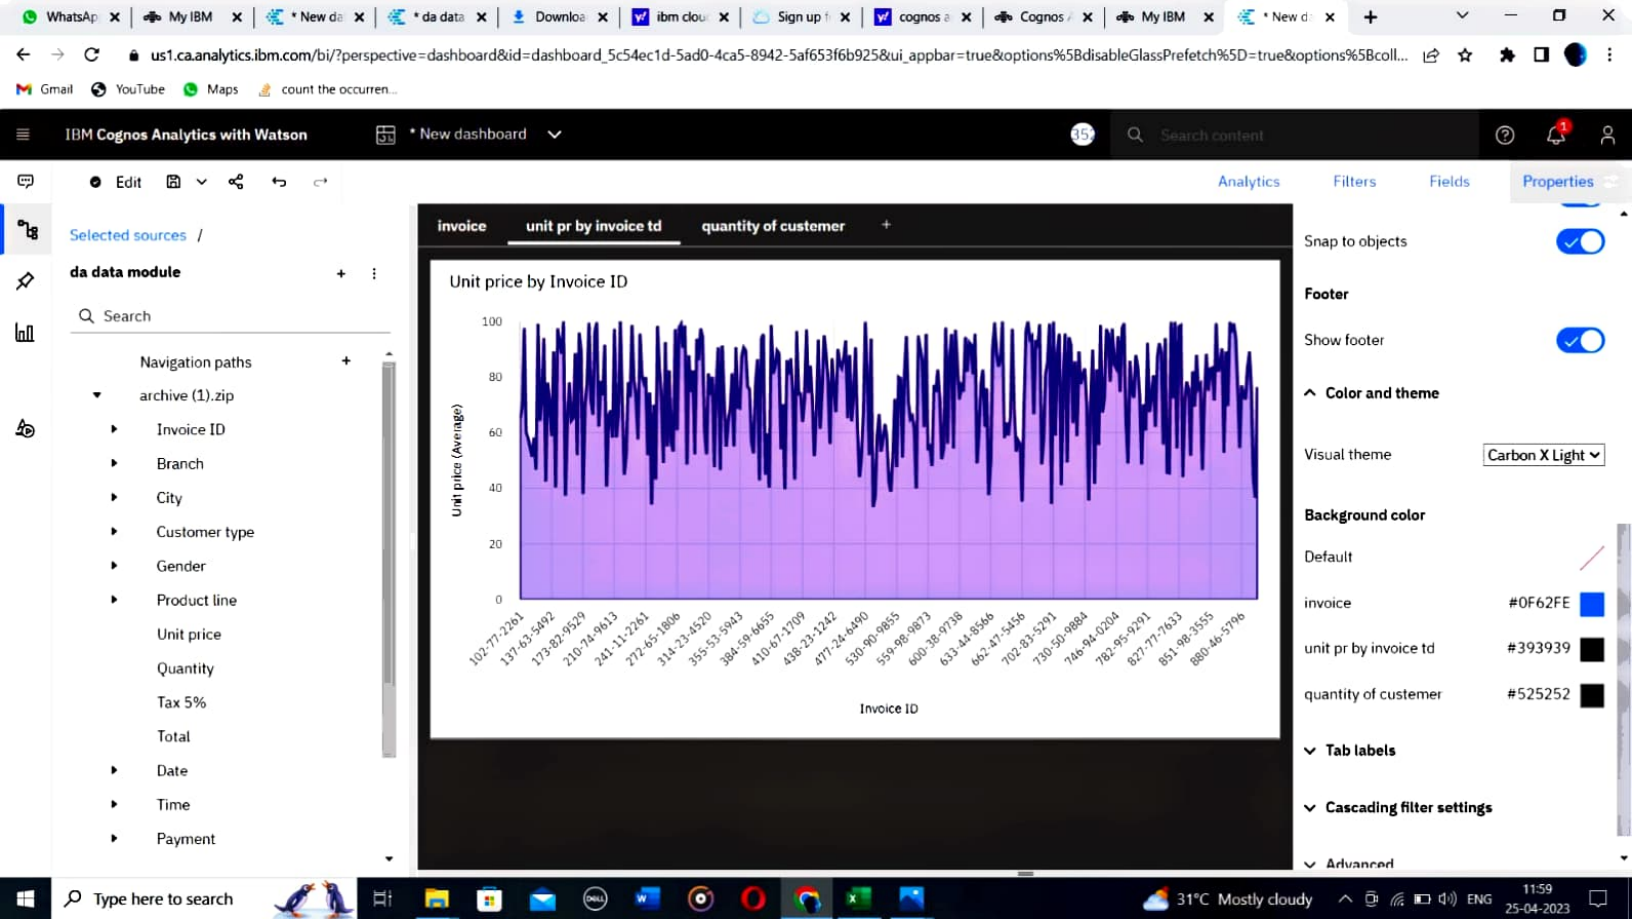 WhatsApp
My IBM
* New da
* da data
Downloa
ibm clou
Sign up f
cognos a
Cognos A
My IBM
* New d
us1.ca.analytics.ibm.com/bi/?perspective=dashboard&id=dashboard_5c54ec1d-5ad0-4ca5-8942-5af653f6b925&ui_appbar=true&options%5BdisableGlassPrefetch%5D=true&options%5Bcoll...
Gmail
YouTube
Maps
count the occurren...
IBM Cognos Analytics with Watson
* New dashboard
352
Search content
1
Edit
Analytics
Filters
Fields
Properties
Selected sources /
da data module
Search
Navigation paths
archive (1).zip
Invoice ID
Branch
City
Customer type
Gender
Product line
Unit price
Quantity
Tax 5%
Total
Date
Time
Payment
invoice
unit pr by invoice td
quantity of custemer
Unit price by Invoice ID
Unit price (Average)
100
80
60
40
20
0
102-77-2261
137-63-5492
173-82-9529
210-74-9613
241-11-2261
272-65-1806
314-23-4520
355-53-5943
384-59-6655
410-67-1709
438-23-1242
477-24-6490
530-90-9855
559-98-9873
600-38-9738
633-44-8566
662-47-5456
702-83-5291
730-50-9884
746-94-0204
782-95-9291
827-77-7633
851-98-3555
880-46-5796
Invoice ID
Snap to objects
Footer
Show footer
Color and theme
Visual theme
Carbon X Light
Background color
Default
invoice
#0F62FE
unit pr by invoice td
#393939
quantity of custemer
#525252
Tab labels
Cascading filter settings
Advanced
Type here to search
DELL
31°C Mostly cloudy
ENG
11:59
25-04-2023